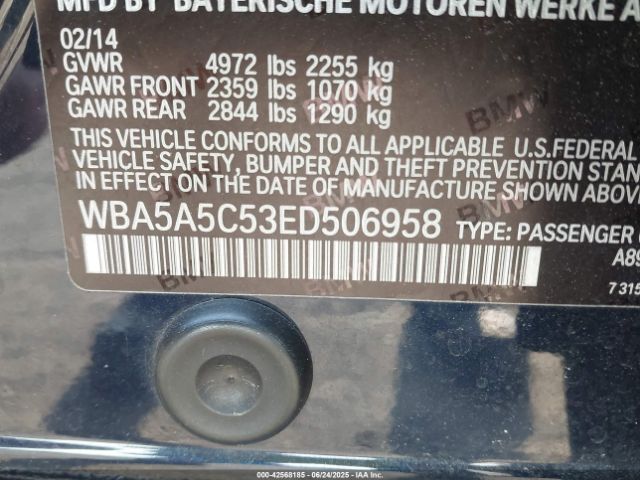 MFD BY BAYERISCHE MOTOREN WERKE A
02/14
GVWR 4972 lbs 2255 kg
GAWR FRONT 2359 lbs 1070 kg
GAWR REAR 2844 lbs 1290 kg
THIS VEHICLE CONFORMS TO ALL APPLICABLE U.S.FEDERAL
VEHICLE SAFETY, BUMPER AND THEFT PREVENTION STAN
IN EFFECT ON THE DATE OF MANUFACTURE SHOWN ABOVE
WBA5A5C53ED506958 TYPE: PASSENGER
A89
7 315
000-42568185 - 06/24/2025 - IAA, Inc.